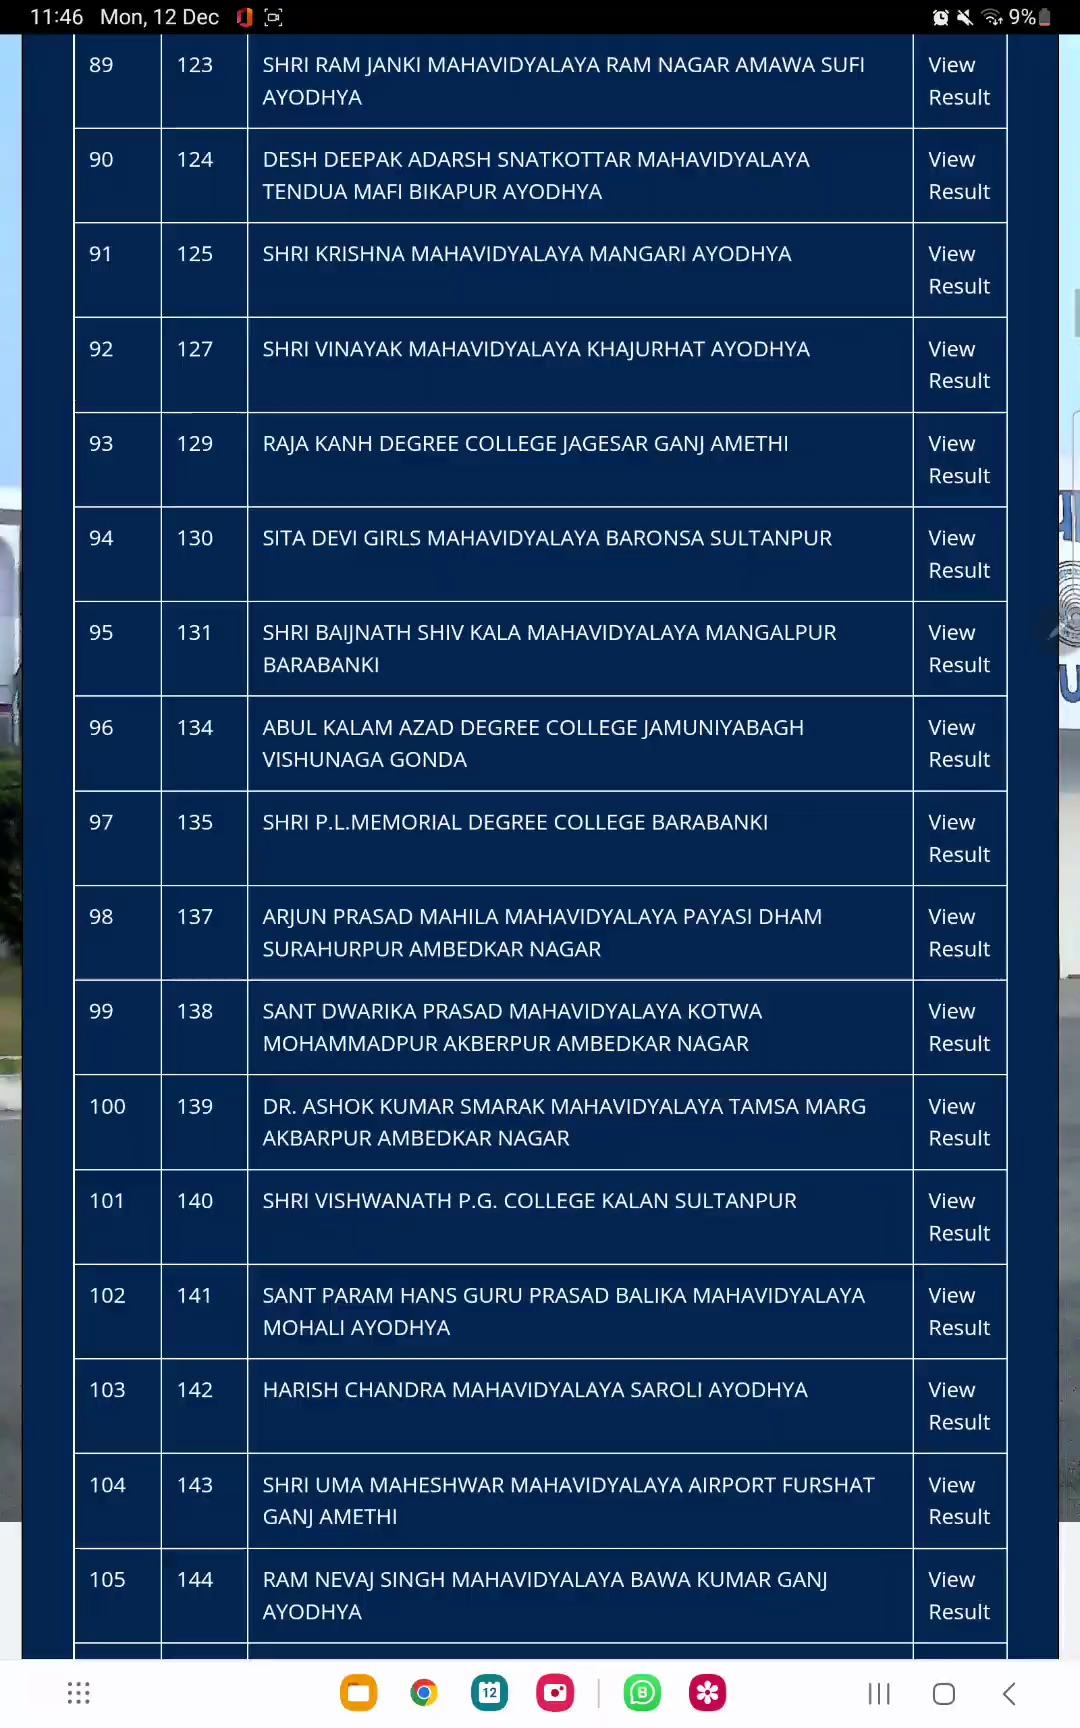 11:46 Mon, 12 Dec 9%
89 123 SHRI RAM JANKI MAHAVIDYALAYA RAM NAGAR AMAWA SUFI View
AYODHYA Result
90 124 DESH DEEPAK ADARSH SNATKOTTAR MAHAVIDYALAYA View
TENDUA MAFI BIKAPUR AYODHYA Result
91 125 SHRI KRISHNA MAHAVIDYALAYA MANGARI AYODHYA View
Result
92 127 SHRI VINAYAK MAHAVIDYALAYA KHAJURHAT AYODHYA View
Result
93 129 RAJA KANH DEGREE COLLEGE JAGESAR GANJ AMETHI View
Result
94 130 SITA DEVI GIRLS MAHAVIDYALAYA BARONSA SULTANPUR View
Result
95 131 SHRI BAIJNATH SHIV KALA MAHAVIDYALAYA MANGALPUR View
BARABANKI Result
96 134 ABUL KALAM AZAD DEGREE COLLEGE JAMUNIYABAGH View
VISHUNAGA GONDA Result
97 135 SHRI P.L.MEMORIAL DEGREE COLLEGE BARABANKI View
Result
98 137 ARJUN PRASAD MAHILA MAHAVIDYALAYA PAYASI DHAM View
SURAHURPUR AMBEDKAR NAGAR Result
99 138 SANT DWARIKA PRASAD MAHAVIDYALAYA KOTWA View
MOHAMMADPUR AKBERPUR AMBEDKAR NAGAR Result
100 139 DR. ASHOK KUMAR SMARAK MAHAVIDYALAYA TAMSA MARG View
AKBARPUR AMBEDKAR NAGAR Result
101 140 SHRI VISHWANATH P.G. COLLEGE KALAN SULTANPUR View
Result
102 141 SANT PARAM HANS GURU PRASAD BALIKA MAHAVIDYALAYA View
MOHALI AYODHYA Result
103 142 HARISH CHANDRA MAHAVIDYALAYA SAROLI AYODHYA View
Result
104 143 SHRI UMA MAHESHWAR MAHAVIDYALAYA AIRPORT FURSHAT View
GANJ AMETHI Result
105 144 RAM NEVAJ SINGH MAHAVIDYALAYA BAWA KUMAR GANJ View
AYODHYA Result
12 B